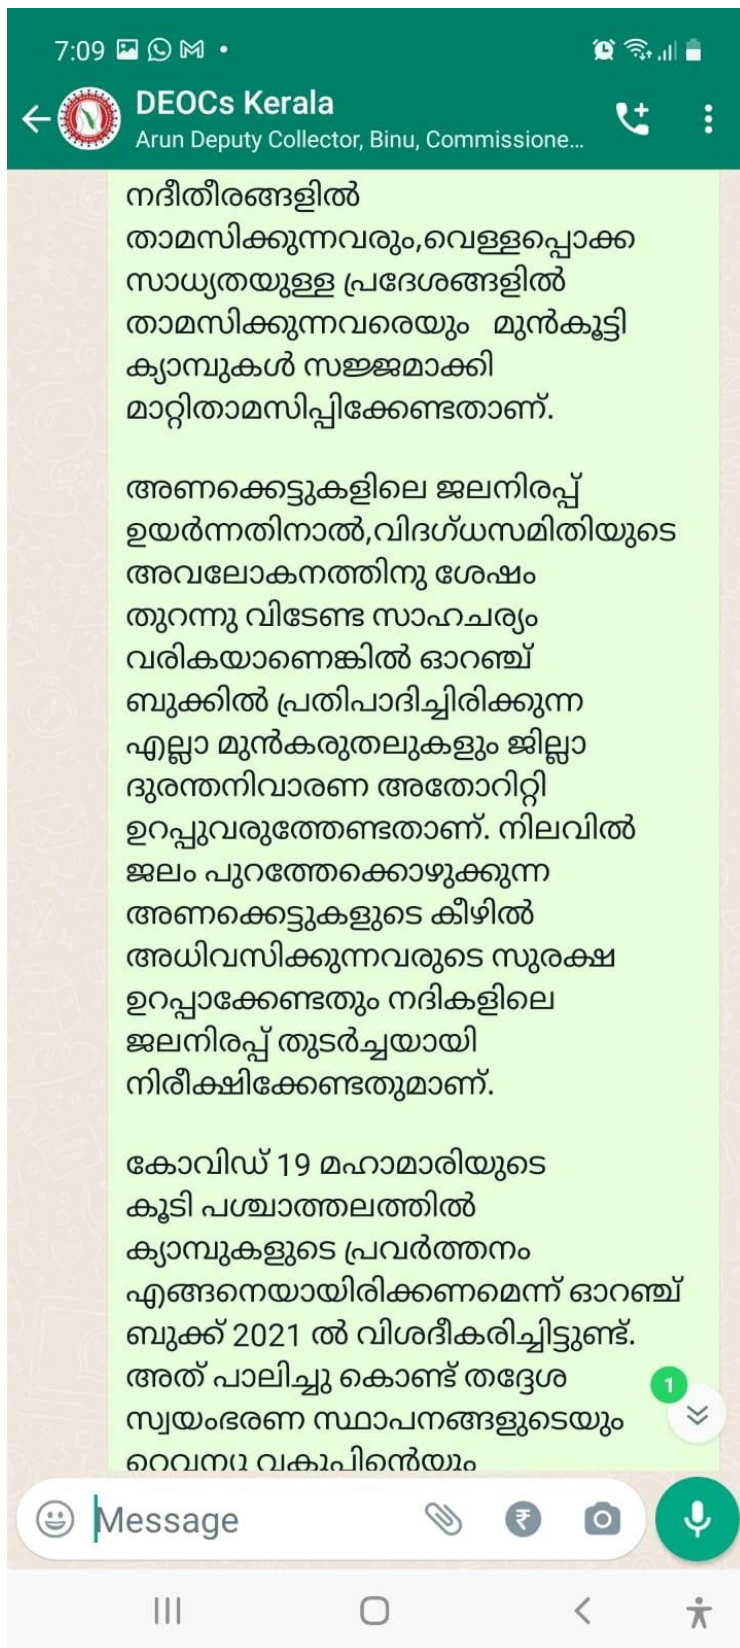 7:09
DEOCs Kerala
Arun Deputy Collector, Binu, Commissione...
നദീതീരങ്ങളിൽ
താമസിക്കുന്നവരും,വെള്ളപ്പൊക്ക
സാധ്യതയുള്ള പ്രദേശങ്ങളിൽ
താമസിക്കുന്നവരെയും മുൻകൂട്ടി
ക്യാമ്പുകൾ സജ്ജമാക്കി
മാറ്റിതാമസിപ്പിക്കേണ്ടതാണ്.
അണക്കെട്ടുകളിലെ ജലനിരപ്പ്
ഉയർന്നതിനാൽ,വിദഗ്ധസമിതിയുടെ
അവലോകനത്തിനു ശേഷം
തുറന്നു വിടേണ്ട സാഹചര്യം
വരികയാണെങ്കിൽ ഓറഞ്ച്
ബുക്കിൽ പ്രതിപാദിച്ചിരിക്കുന്ന
എല്ലാ മുൻകരുതലുകളും ജില്ലാ
ദുരന്തനിവാരണ അതോറിറ്റി
ഉറപ്പുവരുത്തേണ്ടതാണ്. നിലവിൽ
ജലം പുറത്തേക്കൊഴുക്കുന്ന
അണക്കെട്ടുകളുടെ കീഴിൽ
അധിവസിക്കുന്നവരുടെ സുരക്ഷ
ഉറപ്പാക്കേണ്ടതും നദികളിലെ
ജലനിരപ്പ് തുടർച്ചയായി
നിരീക്ഷിക്കേണ്ടതുമാണ്.
കോവിഡ് 19 മഹാമാരിയുടെ
കൂടി പശ്ചാത്തലത്തിൽ
ക്യാമ്പുകളുടെ പ്രവർത്തനം
എങ്ങനെയായിരിക്കണമെന്ന് ഓറഞ്ച്
ബുക്ക് 2021 ൽ വിശദീകരിച്ചിട്ടുണ്ട്.
അത് പാലിച്ചു കൊണ്ട് തദ്ദേശ
സ്വയംഭരണ സ്ഥാപനങ്ങളുടെയും
റെവന്യു വകുപ്പിന്റെയും
1
Message